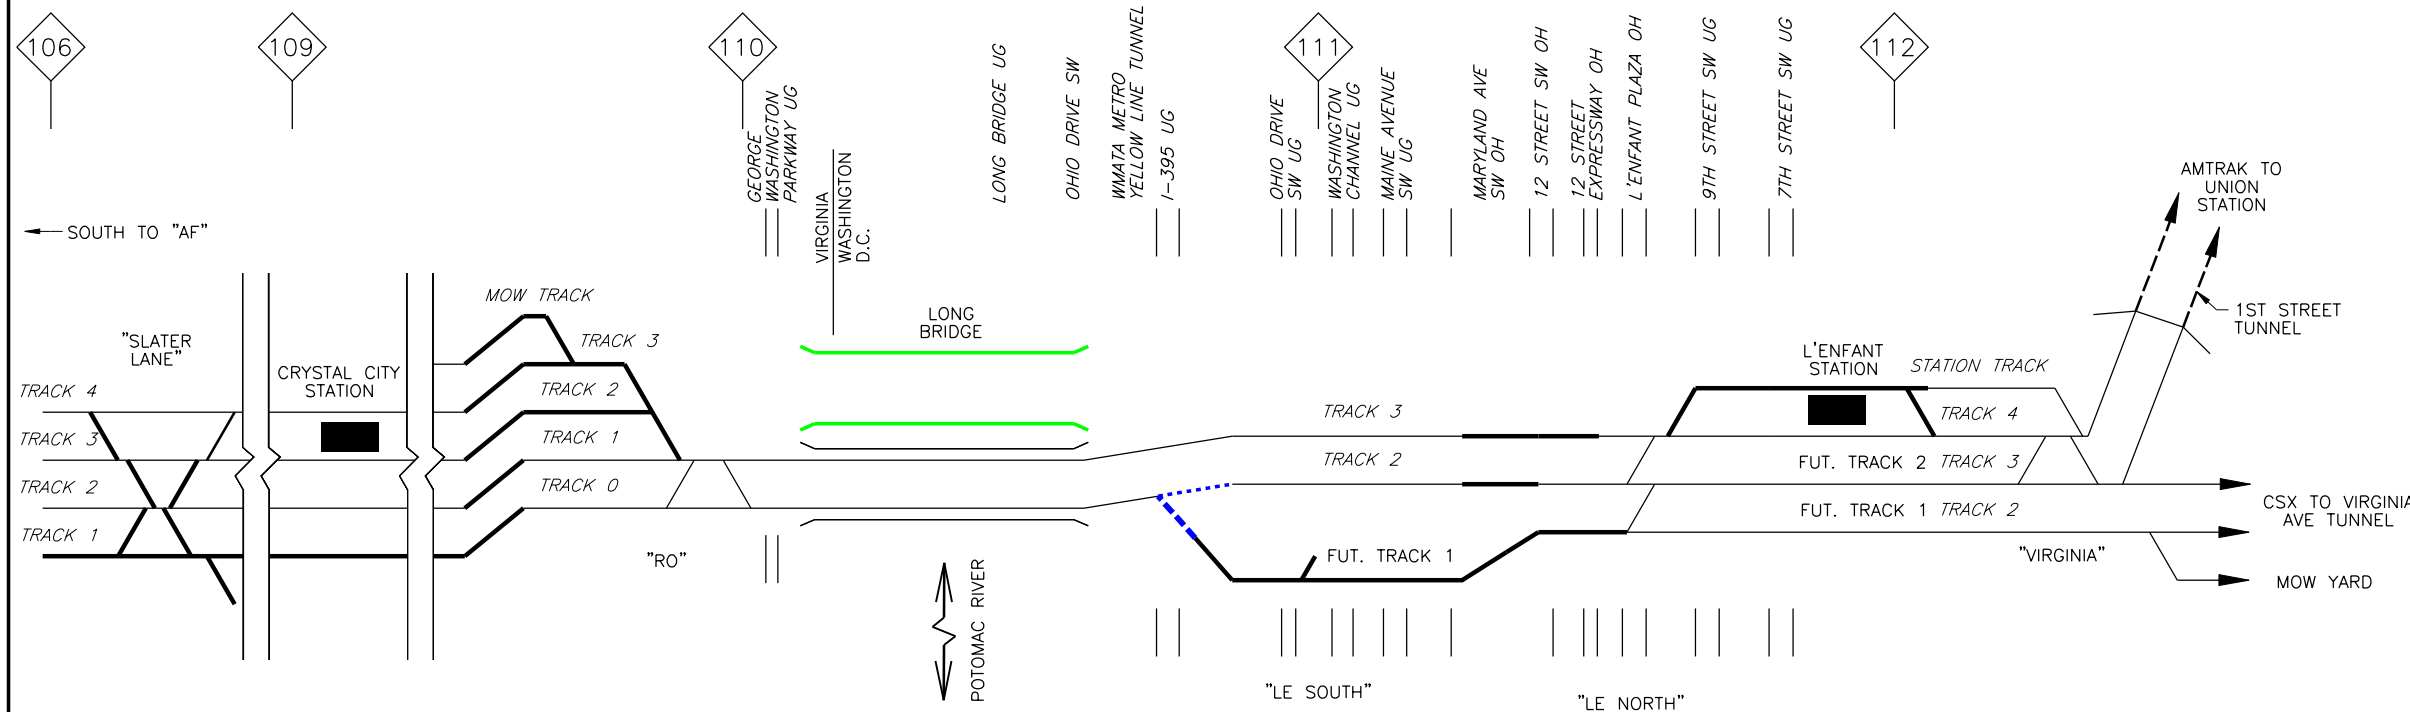 106
109
110
111
112
GEORGE
WASHINGTON
PARKWAY UG
LONG BRIDGE UG
OHIO DRIVE SW
WMATA METRO
YELLOW LINE TUNNEL
I-395 UG
OHIO DRIVE
SW UG
WASHINGTON
CHANNEL UG
MAINE AVENUE
SW UG
MARYLAND AVE
SW OH
12 STREET SW OH
12 STREET
EXPRESSWAY OH
L'ENFANT PLAZA OH
9TH STREET SW UG
7TH STREET SW UG
VIRGINIA
WASHINGTON
D.C.
AMTRAK TO
UNION
STATION
SOUTH TO "AF"
1ST STREET
TUNNEL
MOW TRACK
LONG
BRIDGE
"SLATER
LANE"
TRACK 3
L'ENFANT
STATION
STATION TRACK
CRYSTAL CITY
STATION
TRACK 4
TRACK 2
TRACK 3
TRACK 4
TRACK 3
TRACK 1
TRACK 2
FUT. TRACK 2
TRACK 3
TRACK 2
TRACK 0
FUT. TRACK 1
TRACK 2
CSX TO VIRGINIA
AVE TUNNEL
TRACK 1
"RO"
FUT. TRACK 1
"VIRGINIA"
MOW YARD
POTOMAC RIVER
"LE SOUTH"
"LE NORTH"